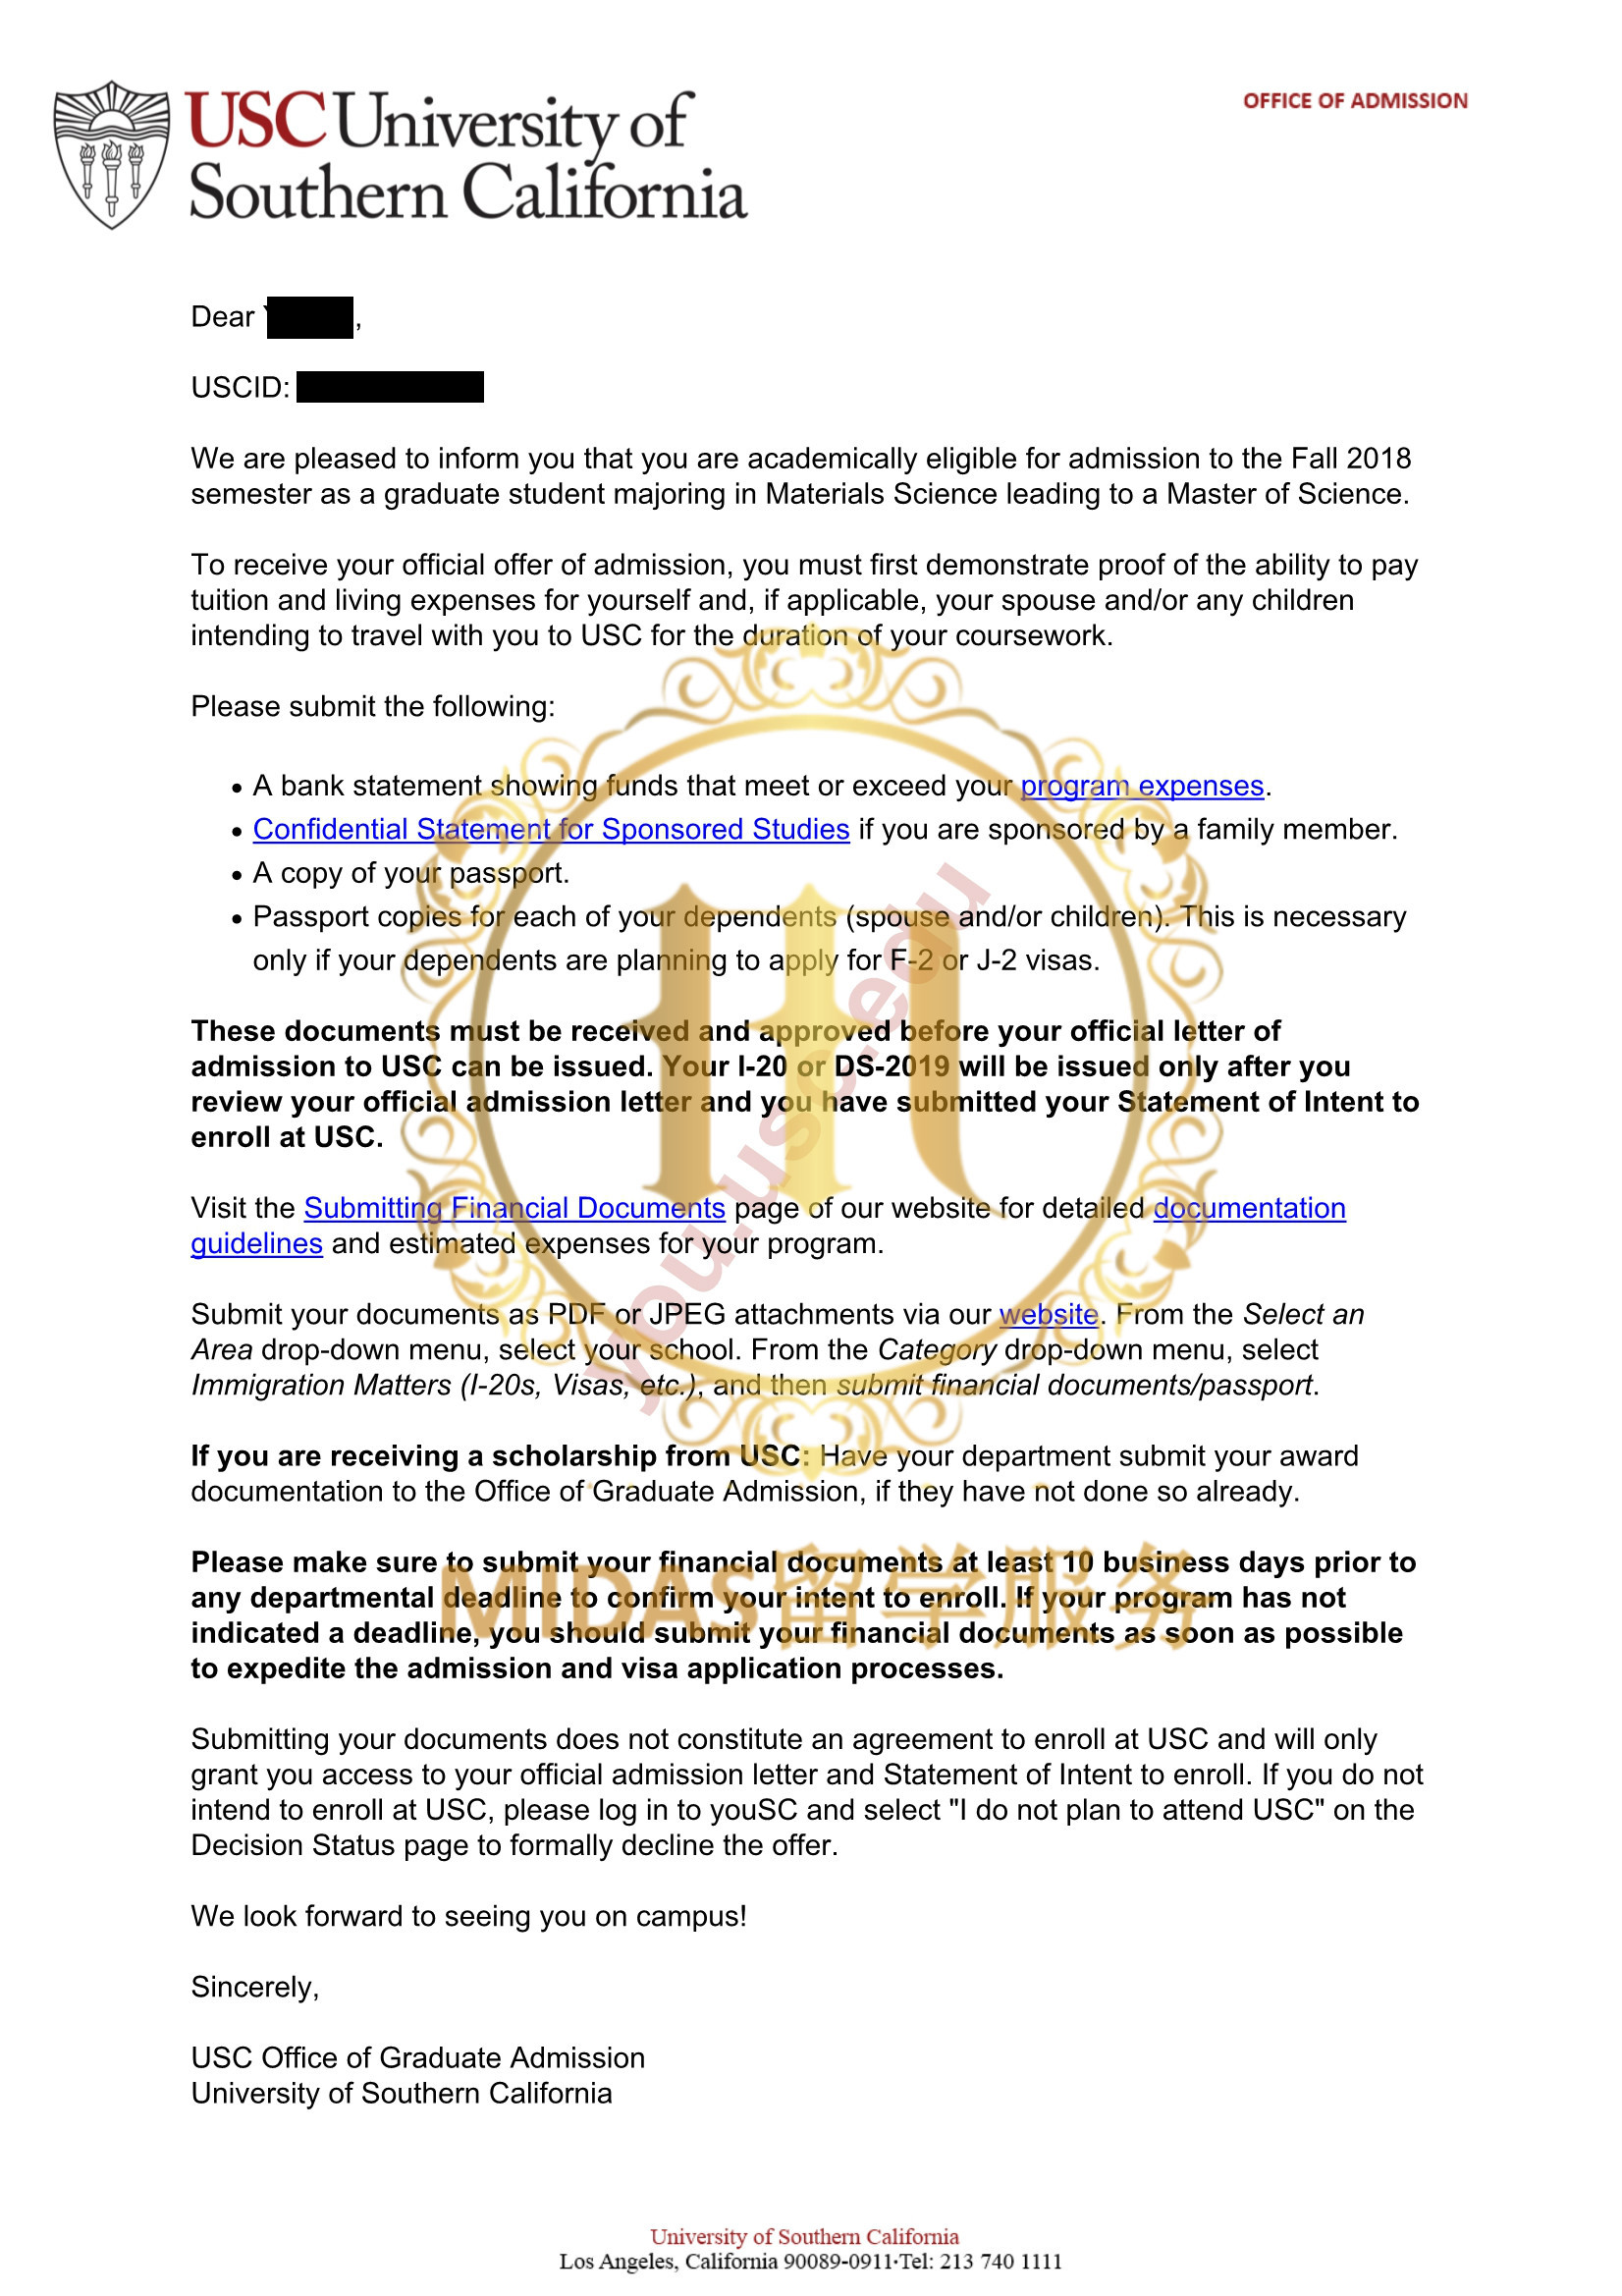 USC University of
Southern California
OFFICE OF ADMISSION
Dear ,
USCID:
We are pleased to inform you that you are academically eligible for admission to the Fall 2018
semester as a graduate student majoring in Materials Science leading to a Master of Science.
To receive your official offer of admission, you must first demonstrate proof of the ability to pay
tuition and living expenses for yourself and, if applicable, your spouse and/or any children
intending to travel with you to USC for the duration of your coursework.
Please submit the following:
• A bank statement showing funds that meet or exceed your program expenses.
• Confidential Statement for Sponsored Studies if you are sponsored by a family member.
• A copy of your passport.
• Passport copies for each of your dependents (spouse and/or children). This is necessary
only if your dependents are planning to apply for F-2 or J-2 visas.
These documents must be received and approved before your official letter of
admission to USC can be issued. Your I-20 or DS-2019 will be issued only after you
review your official admission letter and you have submitted your Statement of Intent to
enroll at USC.
Visit the Submitting Financial Documents page of our website for detailed documentation
guidelines and estimated expenses for your program.
Submit your documents as PDF or JPEG attachments via our website. From the Select an
Area drop-down menu, select your school. From the Category drop-down menu, select
Immigration Matters (I-20s, Visas, etc.), and then submit financial documents/passport.
If you are receiving a scholarship from USC: Have your department submit your award
documentation to the Office of Graduate Admission, if they have not done so already.
Please make sure to submit your financial documents at least 10 business days prior to
any departmental deadline to confirm your intent to enroll. If your program has not
indicated a deadline, you should submit your financial documents as soon as possible
to expedite the admission and visa application processes.
Submitting your documents does not constitute an agreement to enroll at USC and will only
grant you access to your official admission letter and Statement of Intent to enroll. If you do not
intend to enroll at USC, please log in to youSC and select "I do not plan to attend USC" on the
Decision Status page to formally decline the offer.
We look forward to seeing you on campus!
Sincerely,
USC Office of Graduate Admission
University of Southern California
University of Southern California
Los Angeles, California 90089-0911·Tel: 213 740 1111
you.usc.edu
MIDAS留学服务